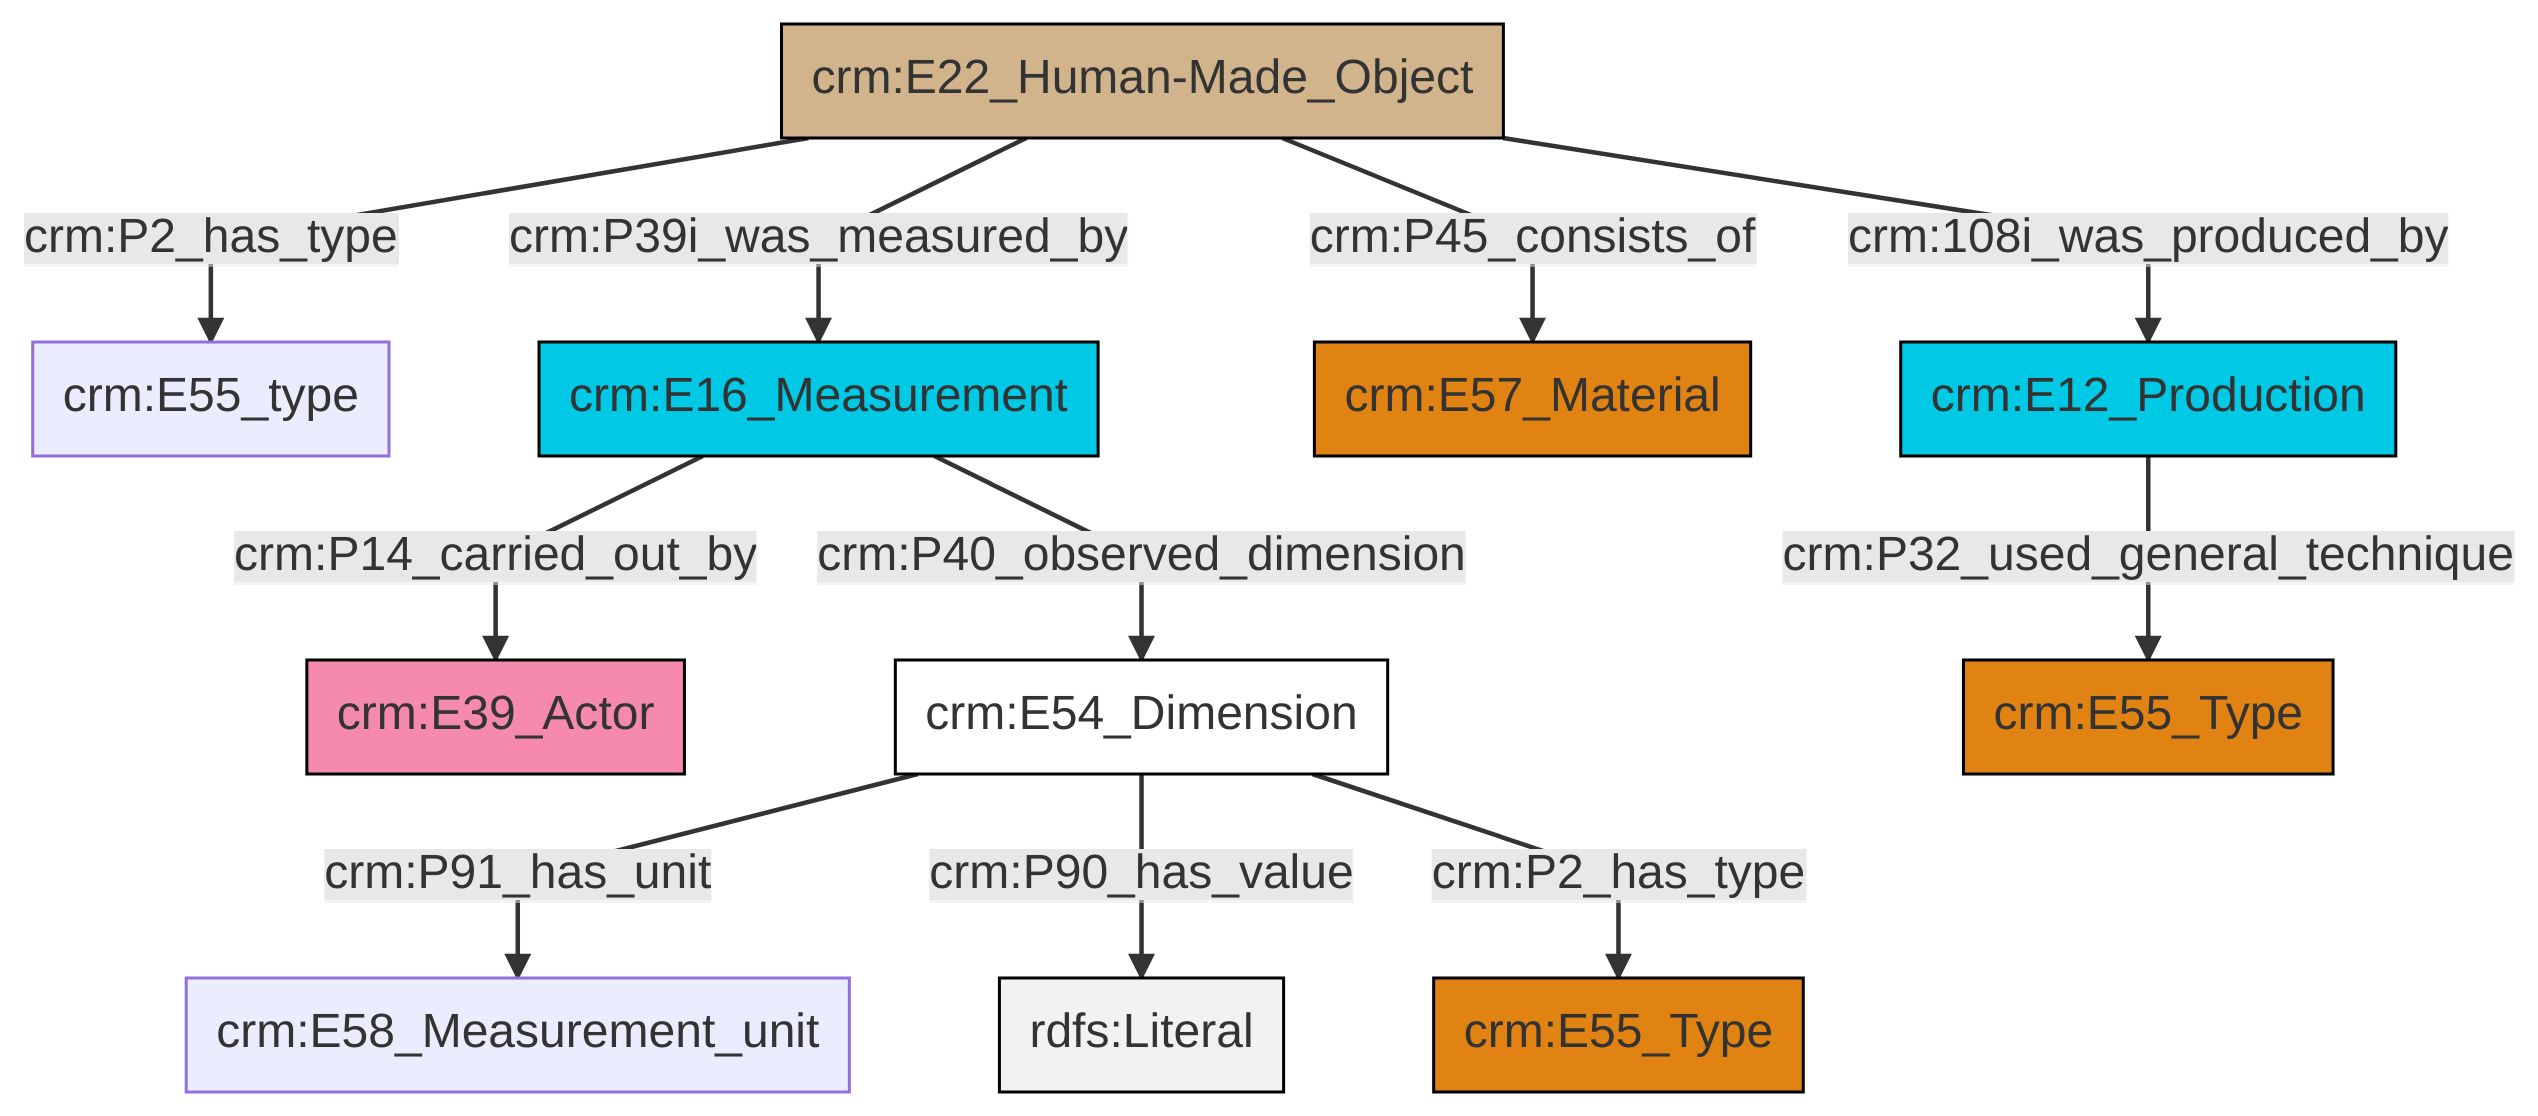 crm:E22_Human-Made_Object
crm:P2_has_type
crm:P39i_was_measured_by
crm:P45_consists_of
crm:108i_was_produced_by
crm:E55_type
crm:E16_Measurement
crm:E57_Material
crm:E12_Production
crm:P14_carried_out_by
crm:P40_observed_dimension
crm:P32_used_general_technique
crm:E39_Actor
crm:E54_Dimension
crm:E55_Type
crm:P91_has_unit
crm:P90_has_value
crm:P2_has_type
crm:E58_Measurement_unit
rdfs:Literal
crm:E55_Type